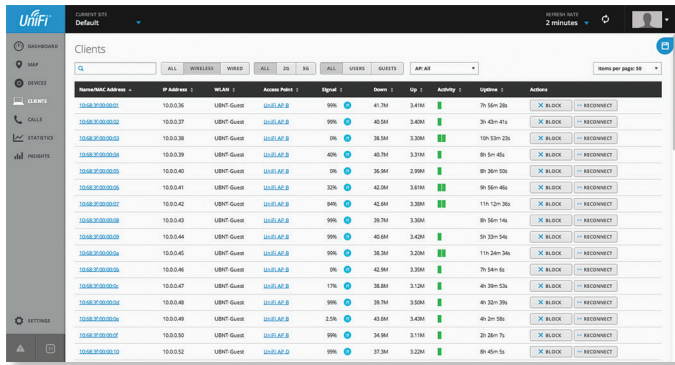 UniFi
CURRENT SITE
Default
REFRESH RATE
2 minutes
DASHBOARD
MAP
DEVICES
CLIENTS
CALLS
STATISTICS
INSIGHTS
SETTINGS
Clients
ALL WIRELESS WIRED ALL 2G 5G ALL USERS GUESTS AP: All Items per page: 50
Name/MAC Address IP Address WLAN Access Point Signal Down Up Activity Uptime Actions
10:68:3f:00:00:01 10.0.0.36 UBNT-Guest UniFi AP B 99% 41.7M 3.41M 7h 56m 28s BLOCK RECONNECT
10:68:3f:00:00:02 10.0.0.37 UBNT-Guest UniFi AP B 99% 40.5M 3.40M 3h 43m 41s BLOCK RECONNECT
10:68:3f:00:00:03 10.0.0.38 UBNT-Guest UniFi AP B 0% 38.5M 3.30M 10h 53m 23s BLOCK RECONNECT
10:68:3f:00:00:04 10.0.0.39 UBNT-Guest UniFi AP B 40% 40.7M 3.31M 8h 5m 45s BLOCK RECONNECT
10:68:3f:00:00:05 10.0.0.40 UBNT-Guest UniFi AP B 0% 36.9M 2.99M 8h 36m 50s BLOCK RECONNECT
10:68:3f:00:00:06 10.0.0.41 UBNT-Guest UniFi AP B 32% 42.0M 3.61M 9h 56m 46s BLOCK RECONNECT
10:68:3f:00:00:07 10.0.0.42 UBNT-Guest UniFi AP B 84% 42.6M 3.38M 11h 12m 36s BLOCK RECONNECT
10:68:3f:00:00:08 10.0.0.43 UBNT-Guest UniFi AP B 99% 39.7M 3.36M 8h 56m 14s BLOCK RECONNECT
10:68:3f:00:00:09 10.0.0.44 UBNT-Guest UniFi AP B 99% 40.6M 3.42M 5h 33m 54s BLOCK RECONNECT
10:68:3f:00:00:0a 10.0.0.45 UBNT-Guest UniFi AP B 99% 38.3M 3.20M 11h 24m 34s BLOCK RECONNECT
10:68:3f:00:00:0b 10.0.0.46 UBNT-Guest UniFi AP B 0% 42.9M 3.35M 7h 54m 6s BLOCK RECONNECT
10:68:3f:00:00:0c 10.0.0.47 UBNT-Guest UniFi AP B 17% 38.8M 3.12M 4h 39m 53s BLOCK RECONNECT
10:68:3f:00:00:0d 10.0.0.48 UBNT-Guest UniFi AP B 99% 39.7M 3.50M 4h 32m 39s BLOCK RECONNECT
10:68:3f:00:00:0e 10.0.0.49 UBNT-Guest UniFi AP B 2.5% 43.6M 3.43M 4h 2m 58s BLOCK RECONNECT
10:68:3f:00:00:0f 10.0.0.50 UBNT-Guest UniFi AP B 99% 34.9M 3.11M 2h 26m 7s BLOCK RECONNECT
10:68:3f:00:00:10 10.0.0.52 UBNT-Guest UniFi AP D 99% 37.3M 3.22M 8h 45m 5s BLOCK RECONNECT